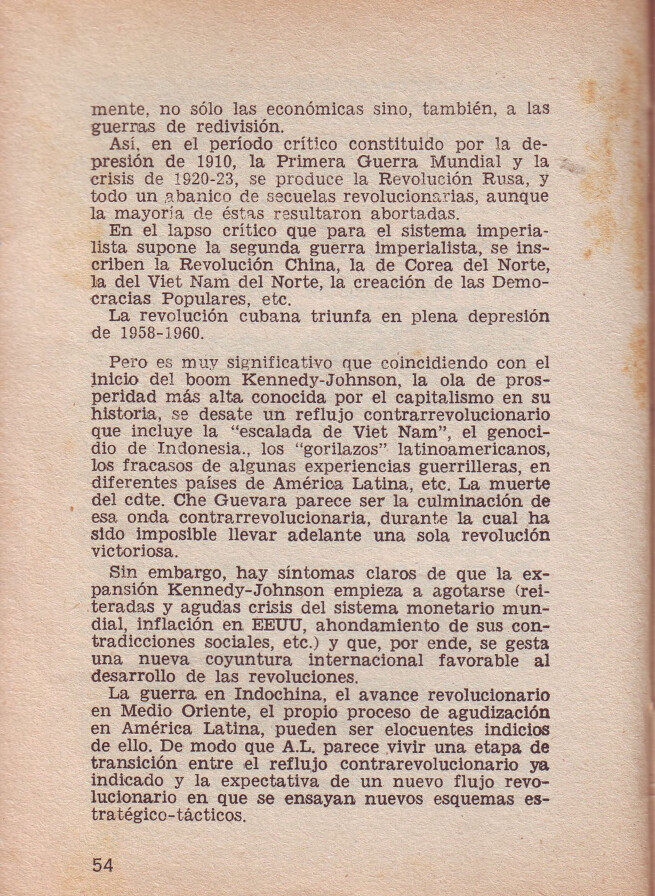 mente, no sólo las económicas sino, también, a las
guerras de redivisión.
Así, en el período crítico constituido por la de-
presión de 1910, la Primera Guerra Mundial y la
crisis de 1920-23, se produce la Revolución Rusa, y
todo un abanico de secuelas revolucionarias, aunque
la mayoría de éstas resultaron abortadas.
En el lapso crítico que para el sistema imperia-
lista supone la segunda guerra imperialista, se ins-
criben la Revolución China, la de Corea del Norte,
la del Viet Nam del Norte, la creación de las Demo-
cracias Populares, etc.
La revolución cubana triunfa en plena depresión
de 1958-1960.
Pero es muy significativo que coincidiendo con el
inicio del boom Kennedy-Johnson, la ola de pros-
peridad más alta conocida por el capitalismo en su
historia, se desate un reflujo contrarrevolucionario
que incluye la "escalada de Viet Nam", el genoci-
dio de Indonesia., los "gorilazos" latinoamericanos,
los fracasos de algunas experiencias guerrilleras, en
diferentes países de América Latina, etc. La muerte
del cdte. Che Guevara parece ser la culminación de
esa onda contrarrevolucionaria, durante la cual ha
sido imposible llevar adelante una sola revolución
victoriosa.
Sin embargo, hay síntomas claros de que la ex-
pansión Kennedy-Johnson empieza a agotarse (rei-
teradas y agudas crisis del sistema monetario mun-
dial, inflación en EEUU, ahondamiento de sus con-
tradicciones sociales, etc.) y que, por ende, se gesta
una nueva coyuntura internacional favorable al
desarrollo de las revoluciones.
La guerra en Indochina, el avance revolucionario
en Medio Oriente, el propio proceso de agudización
en América Latina, pueden ser elocuentes indicios
de ello. De modo que A.L. parece vivir una etapa de
transición entre el reflujo contrarevolucionario ya
indicado y la expectativa de un nuevo flujo revo-
lucionario en que se ensayan nuevos esquemas es-
tratégico-tácticos.
54